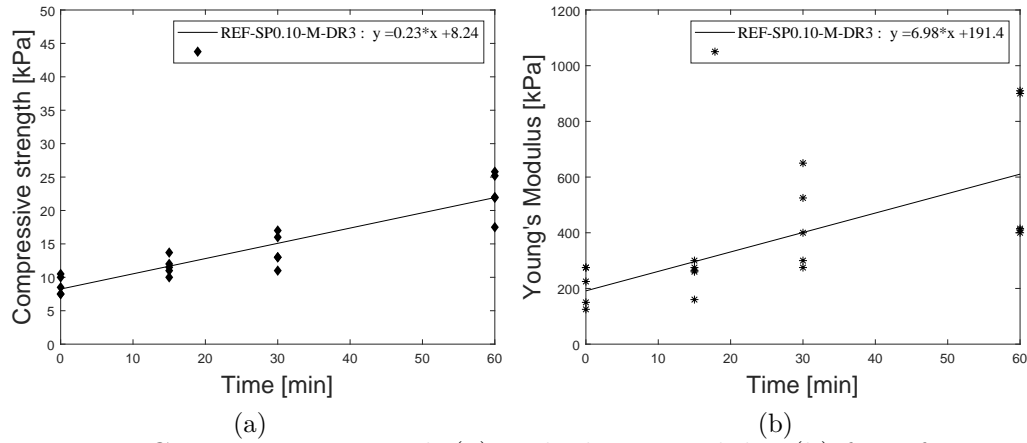 REF-SP0.10-M-DR3 : y =0.23*x +8.24
Compressive strength [kPa]
50
45
40
35
30
25
20
15
10
5
0
0 10 20 30 40 50 60
Time [min]
(a)
REF-SP0.10-M-DR3 : y =6.98*x +191.4
Young's Modulus [kPa]
1200
1000
800
600
400
200
0
0 10 20 30 40 50 60
Time [min]
(b)